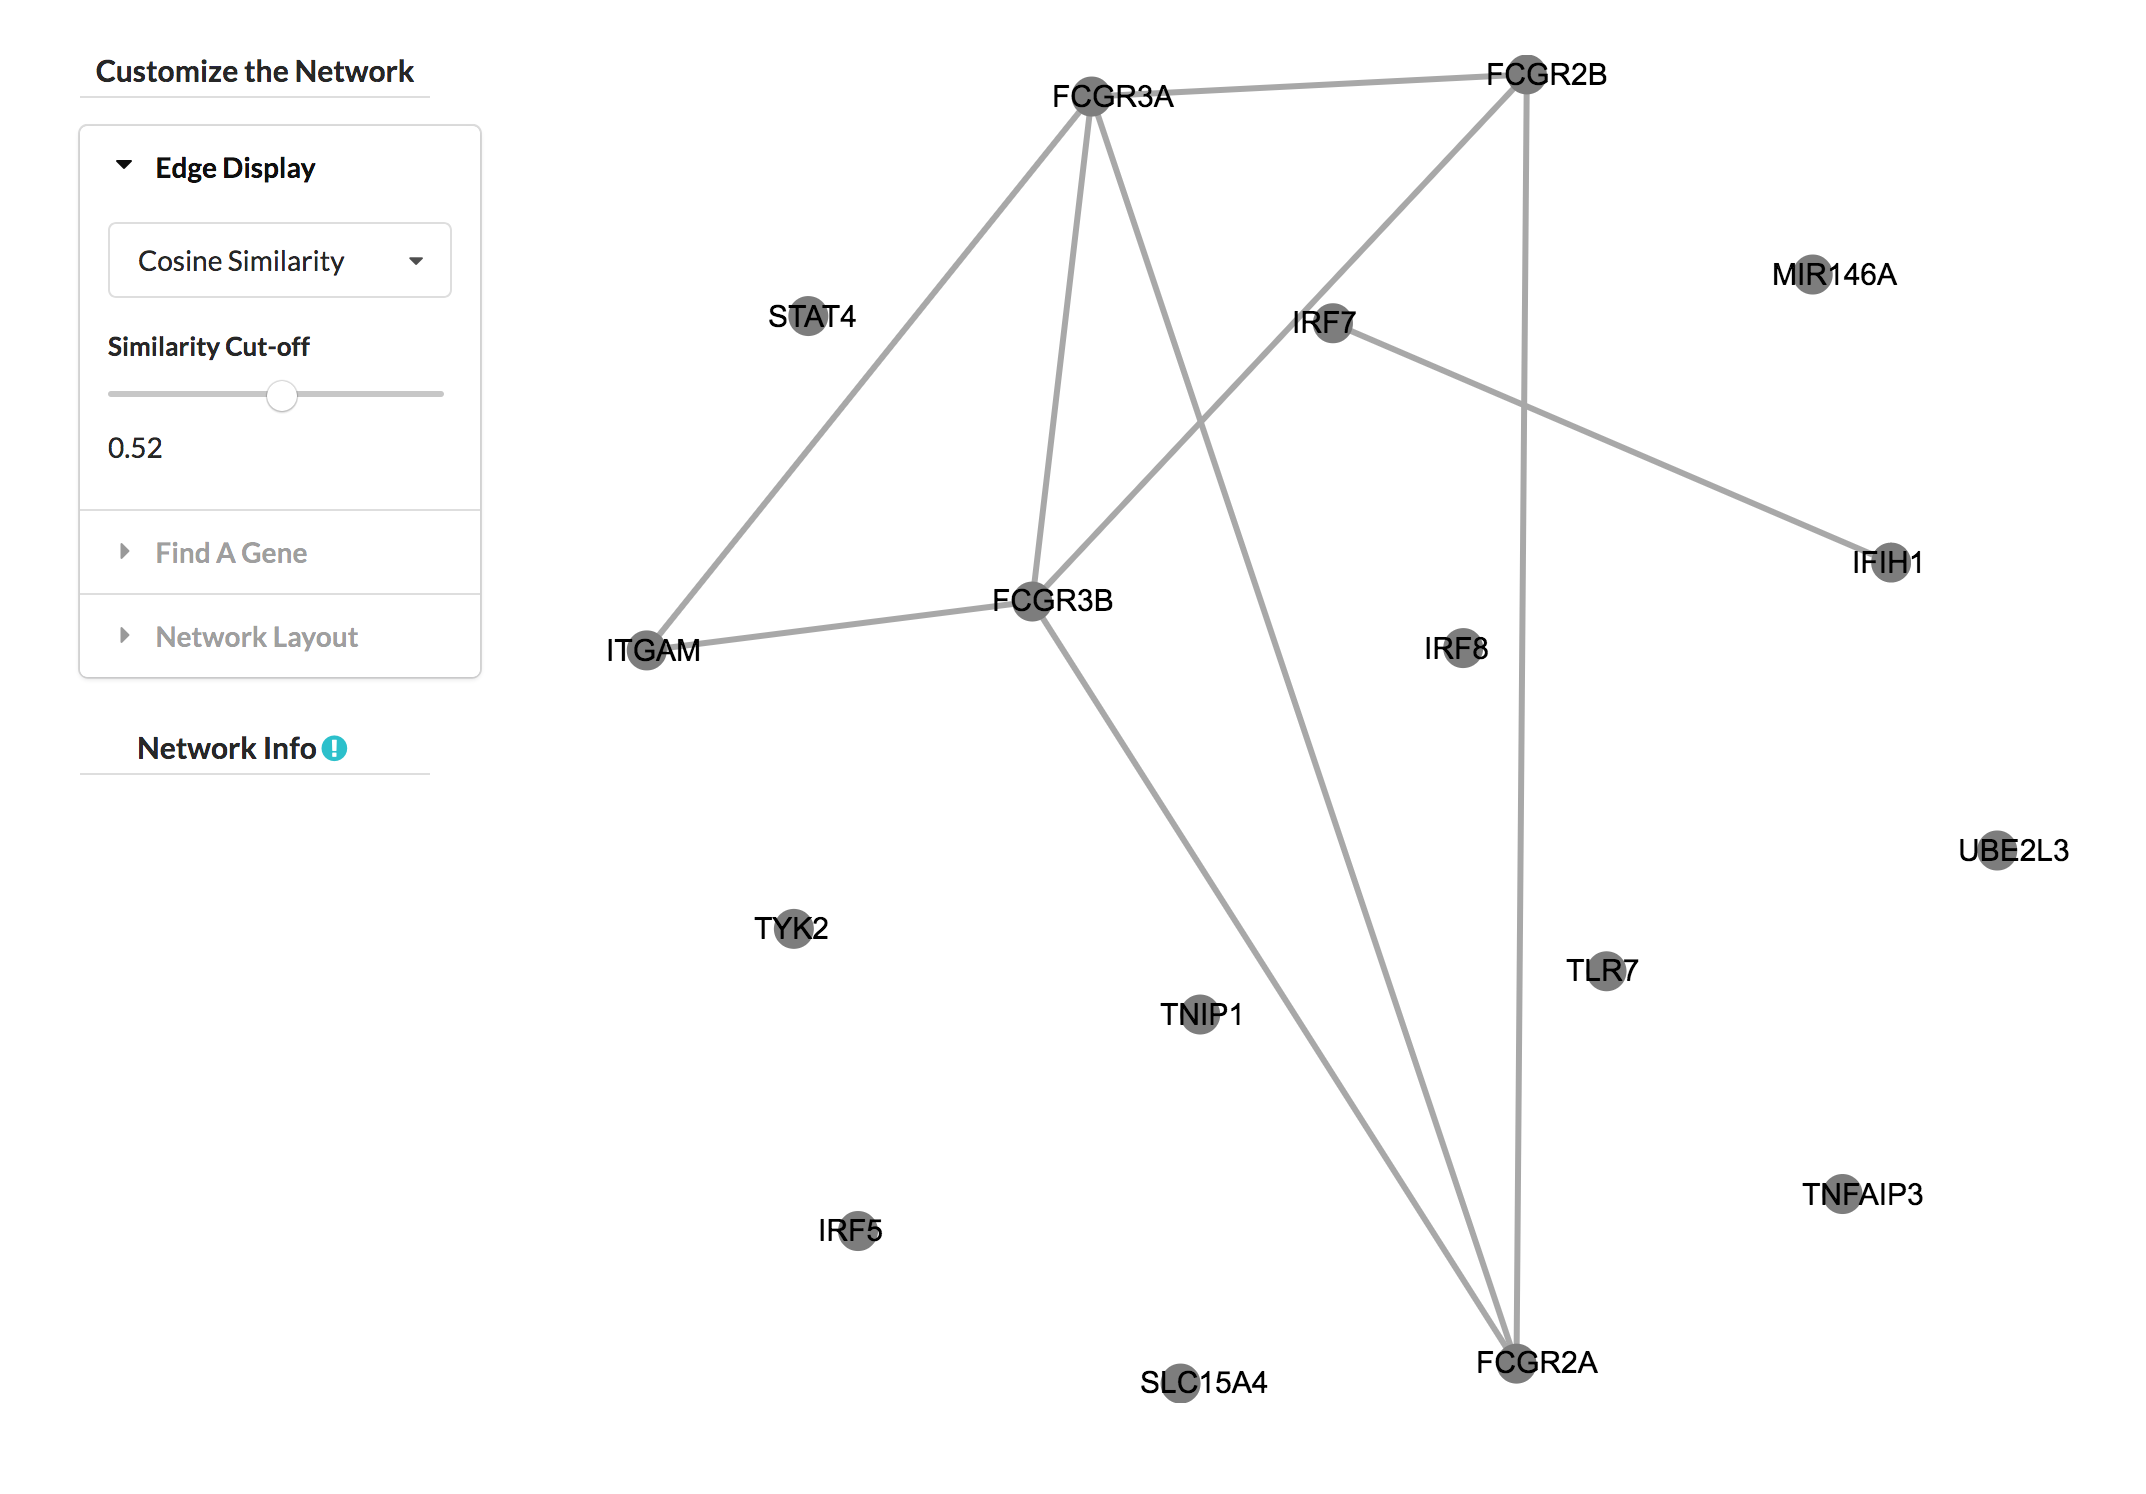 Customize the Network
Edge Display
Cosine Similarity
Similarity Cut-off
0.52
Find A Gene
Network Layout
Network Info
FCGR2B
FCGR3A
MIR146A
STAT4
IRF7
IFIH1
FCGR3B
ITGAM
IRF8
UBE2L3
TYK2
TLR7
TNIP1
TNFAIP3
IRF5
FCGR2A
SLC15A4